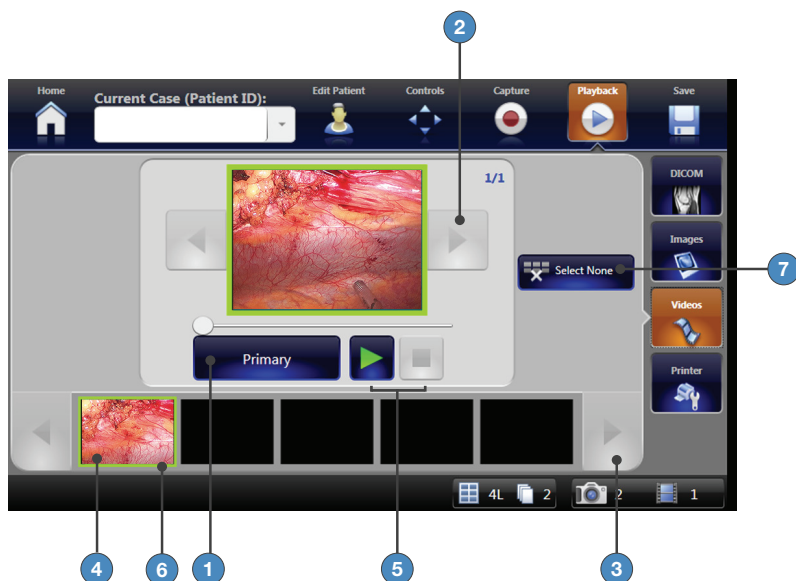 2
Home
Current Case (Patient ID):
Edit Patient
Controls
Capture
Playback
Save
1/1
DICOM
Images
Select None
7
Videos
Primary
Printer
4L
2
2
1
4
6
1
5
3